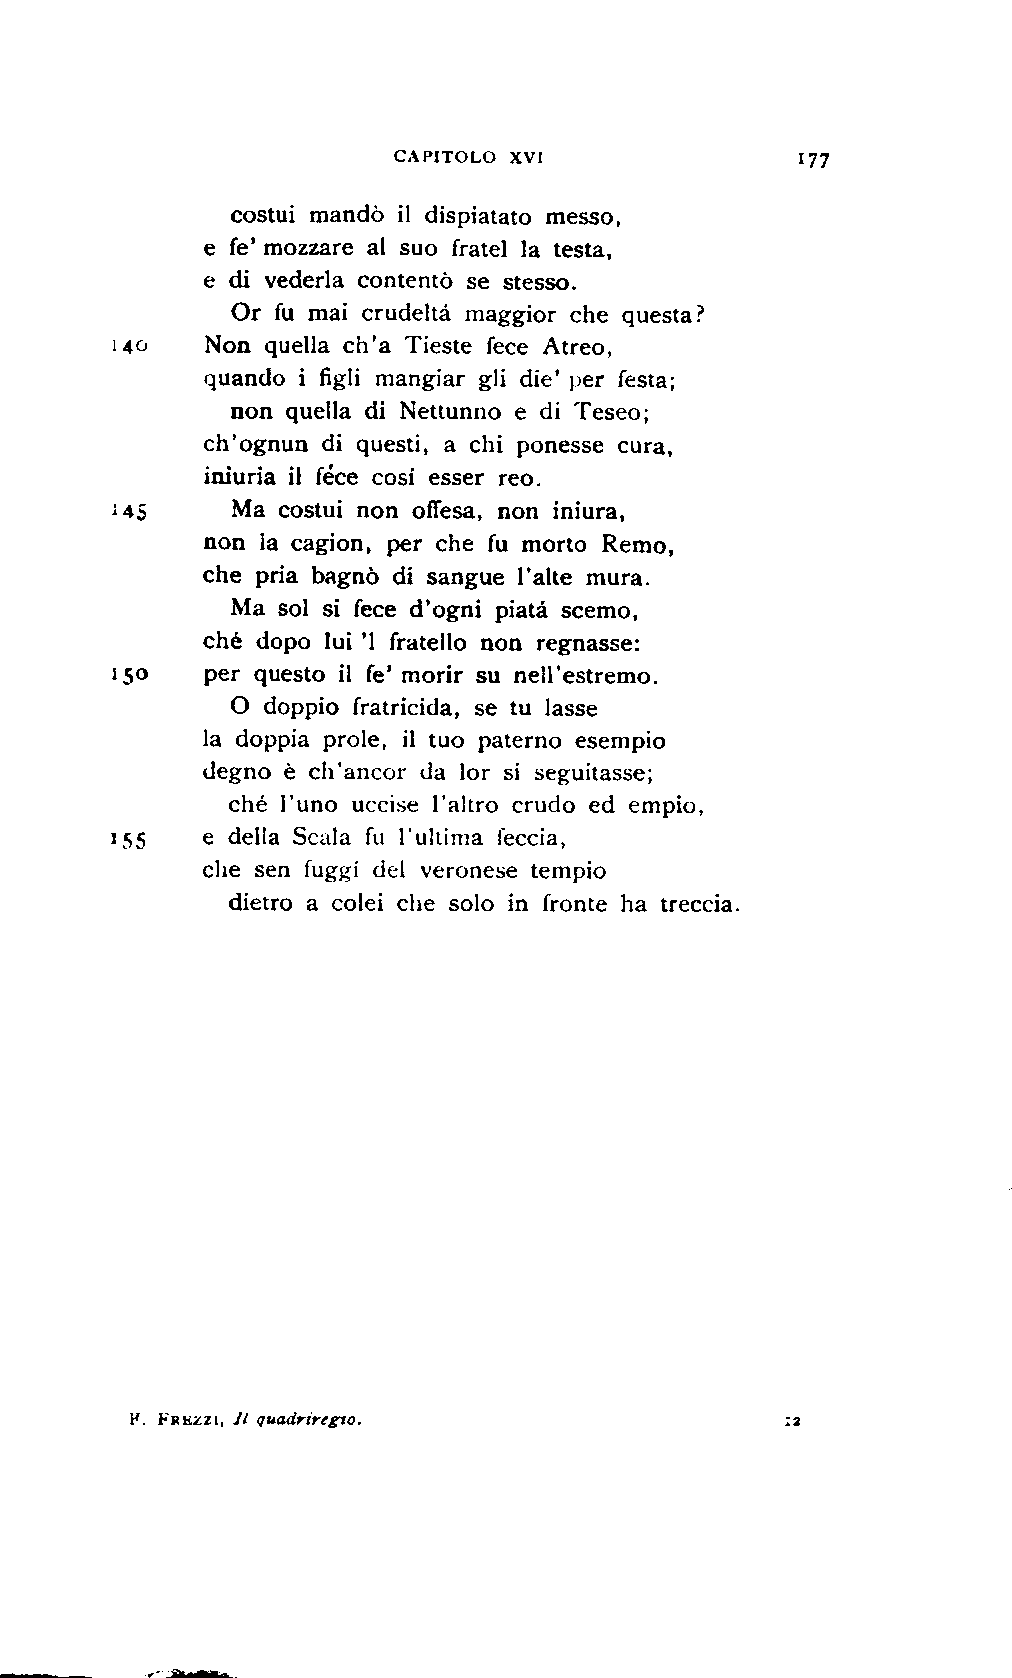 CAPITOLO XVI 177
costui mandò il dispiatato messo,
e fe' mozzare al suo fratel la testa,
e di vederla contentò se stesso.
Or fu mai crudeltá maggior che questa?
140 Non quella ch'a Tieste fece Atreo,
quando i figli mangiar gli die' per festa;
non quella di Nettunno e di Teseo;
ch'ognun di questi, a chi ponesse cura,
iniuria il féce cosí esser reo.
145 Ma costui non offesa, non iniura,
non la cagion, per che fu morto Remo,
che pria bagnò di sangue l'alte mura.
Ma sol si fece d'ogni piatá scemo,
ché dopo lui 'l fratello non regnasse:
150 per questo il fe' morir su nell'estremo.
O doppio fratricida, se tu lasse
la doppia prole, il tuo paterno esempio
degno è ch'ancor da lor si seguitasse;
ché l'uno uccise l'altro crudo ed empio,
155 e della Scala fu l'ultima feccia,
che sen fuggí del veronese tempio
dietro a colei che solo in fronte ha treccia.
F. FREZZI, Il quadriregio. 12